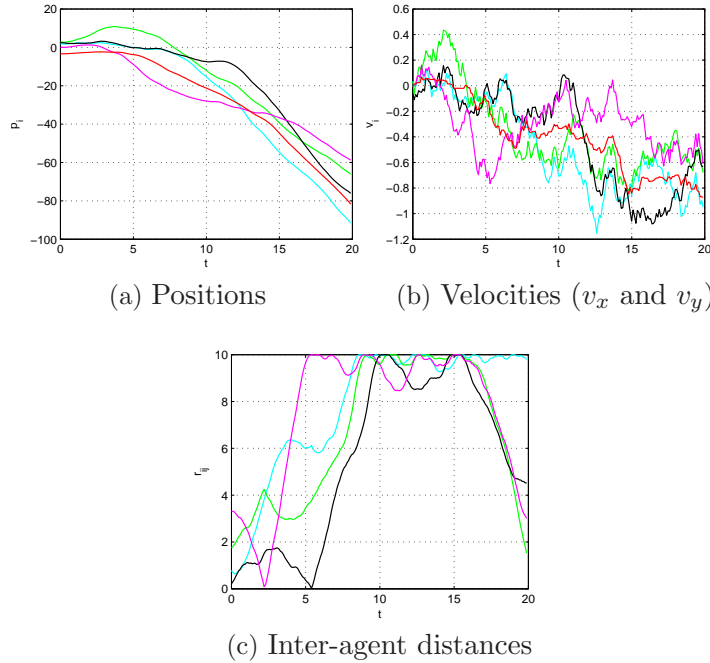 20
0
−20
−40
−60
−80
−100
p_i
0 5 10 15 20
t
(a) Positions
0.6
0.4
0.2
0
−0.2
−0.4
−0.6
−0.8
−1
−1.2
v_i
0 5 10 15 20
t
(b) Velocities (v_x and v_y)
10
8
6
4
2
0
r_ij
0 5 10 15 20
t
(c) Inter-agent distances